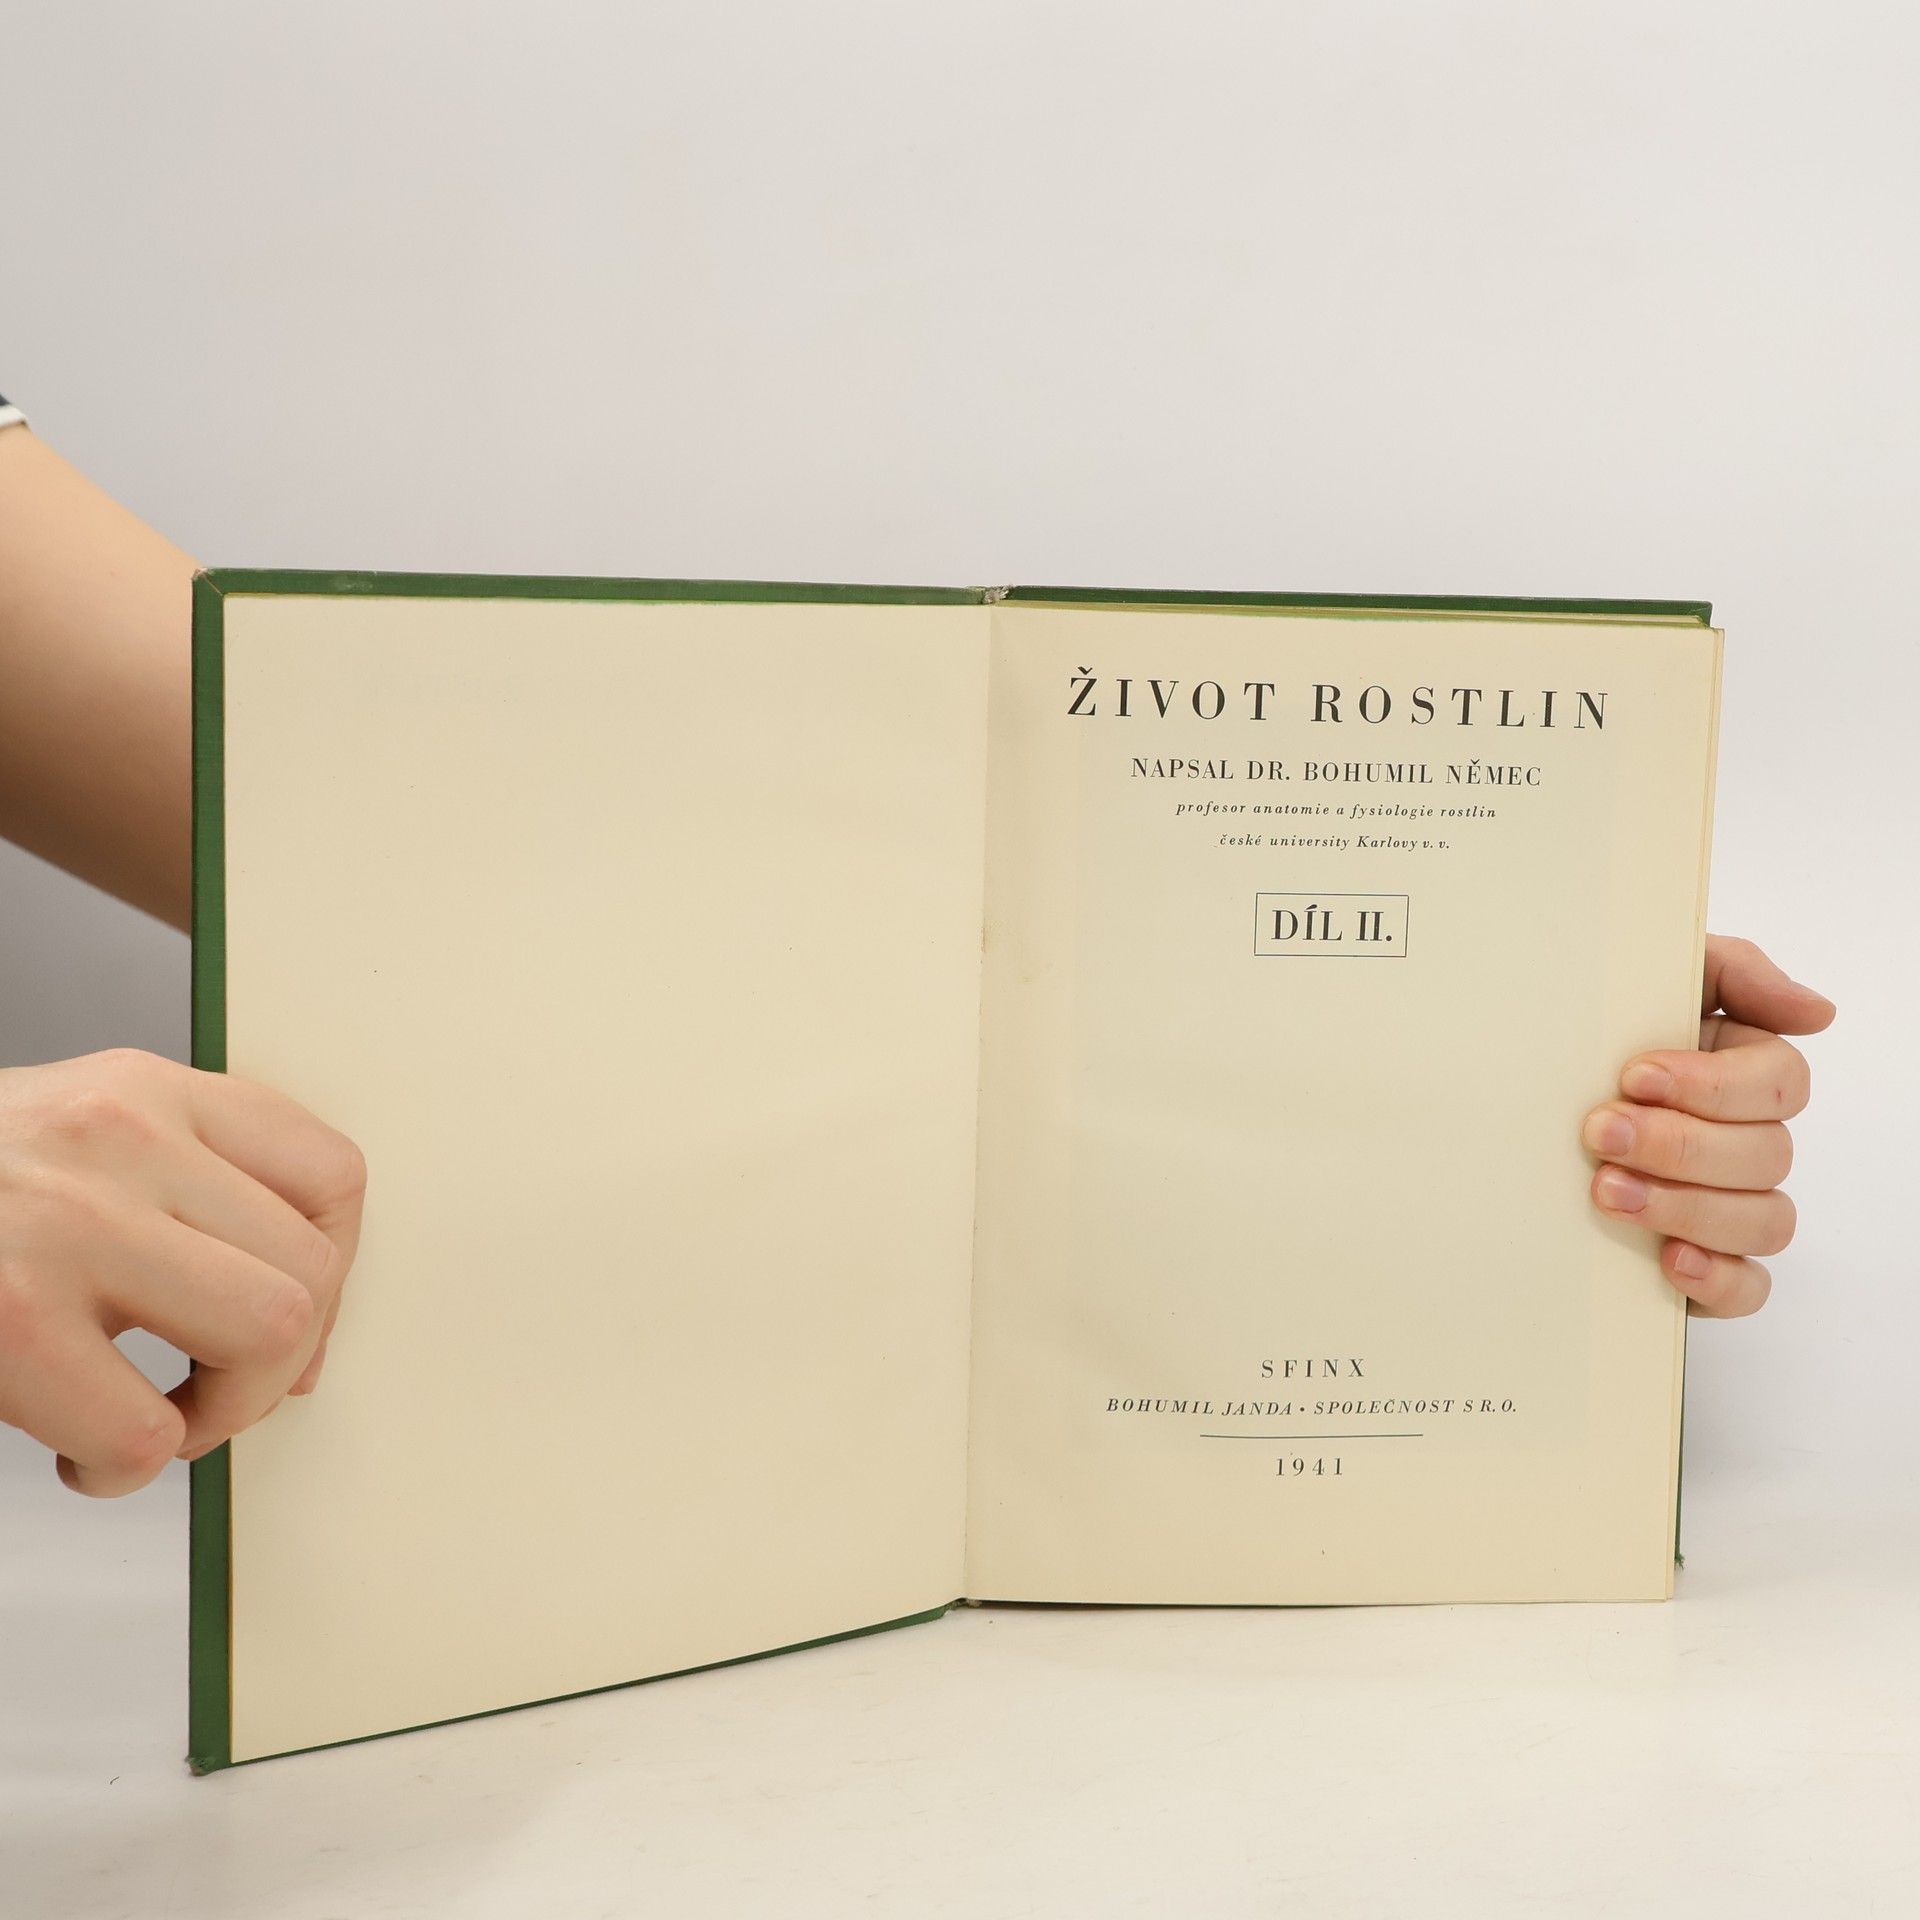 ŽIVOT ROSTLIN
NAPSAL DR. BOHUMIL NĚMEC
profesor anatomie a fysiologie rostlin
české university Karlovy v. v.
DÍL II.
SFINX
BOHUMIL JANDA • SPOLEČNOST S R. O.
1941